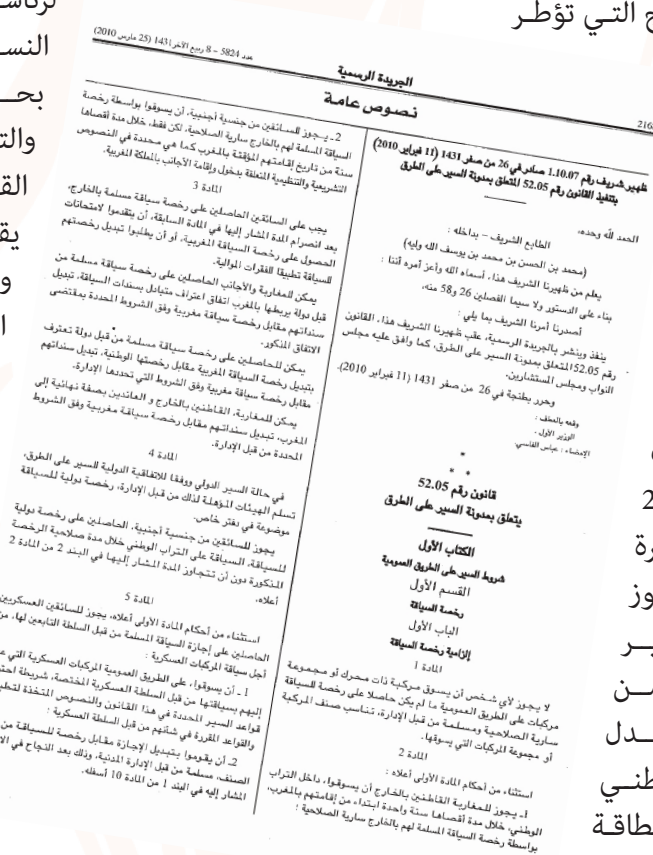 ح التي تؤطر
عدد 5824 - 8 ربيع الآخر 1431 (25 مارس 2010)
الجريدة الرسمية
نصوص عامة
ظهير شريف رقم 1.10.07 صادر في 26 من صفر 1431 (11 فبراير 2010)
بتنفيذ القانون رقم 52.05 المتعلق بمدونة السير على الطرق
الحمد لله وحده،
الطابع الشريف - بداخله :
(محمد بن الحسن بن محمد بن يوسف الله وليه)
يعلم من ظهيرنا الشريف هذا، أسماه الله وأعز أمره أننا :
بناء على الدستور ولا سيما الفصلين 26 و58 منه،
أصدرنا أمرنا الشريف بما يلي :
ينفذ وينشر بالجريدة الرسمية، عقب ظهيرنا الشريف هذا، القانون
رقم 52.05 المتعلق بمدونة السير على الطرق، كما وافق عليه مجلس
النواب ومجلس المستشارين.
وحرر بطنجة في 26 من صفر 1431 (11 فبراير 2010).
وقعه بالعطف :
الوزير الأول،
الإمضاء : عباس الفاسي.
*
* *
قانون رقم 52.05
يتعلق بمدونة السير على الطرق
الكتاب الأول
شروط السير على الطريق العمومية
القسم الأول
رخصة السياقة
الباب الأول
إلزامية رخصة السياقة
المادة 1
لا يجوز لأي شخص أن يسوق مركبة ذات محرك أو مجموعة
مركبات على الطريق العمومية ما لم يكن حاصلا على رخصة للسياقة
سارية الصلاحية ومسلمة من قبل الإدارة، تناسب صنف المركبة
أو مجموعة المركبات التي يسوقها.
المادة 2
استثناء من أحكام المادة الأولى أعلاه :
1- يجوز للمغاربة القاطنين بالخارج أن يسوقوا، داخل التراب
الوطني، خلال مدة أقصاها سنة واحدة ابتداء من إقامتهم بالمغرب،
بواسطة رخصة السياقة المسلمة لهم بالخارج سارية الصلاحية ؛
2- يجوز للسائقين من جنسية أجنبية، أن يسوقوا بواسطة رخصة
السياقة المسلمة لهم بالخارج سارية الصلاحية، لكن فقط، خلال مدة أقصاها
سنة من تاريخ إقامتهم المؤقتة بالمغرب كما هي محددة في النصوص
التشريعية والتنظيمية المتعلقة بدخول وإقامة الأجانب بالمملكة المغربية.
المادة 3
يجب على السائقين الحاصلين على رخصة سياقة مسلمة بالخارج،
بعد انصرام المدة المشار إليها في المادة السابقة، أن يتقدموا لامتحانات
الحصول على رخصة السياقة المغربية، أو أن يطلبوا تبديل رخصتهم
للسياقة تطبيقا للفقرات الموالية.
يمكن للمغاربة والأجانب الحاصلين على رخصة سياقة مسلمة من
قبل دولة يربطها بالمغرب اتفاق اعتراف متبادل بسندات السياقة، تبديل
سنداتهم مقابل رخصة سياقة مغربية وفق الشروط المحددة بمقتضى
الاتفاق المذكور.
يمكن للحاصلين على رخصة سياقة مسلمة من قبل دولة تعترف
بتبديل رخصة السياقة المغربية مقابل رخصتها الوطنية، تبديل سنداتهم
مقابل رخصة سياقة مغربية وفق الشروط التي تحددها الإدارة.
يمكن للمغاربة، القاطنين بالخارج و العائدين بصفة نهائية إلى
المغرب، تبديل سنداتهم مقابل رخصة سياقة مغربية وفق الشروط
المحددة من قبل الإدارة.
المادة 4
في حالة السير الدولي ووفقا للاتفاقية الدولية للسير على الطرق،
تسلم الهيئات المؤهلة لذلك من قبل الإدارة، رخصة دولية للسياقة
موضوعة في دفتر خاص.
يجوز للسائقين من جنسية أجنبية، الحاصلين على رخصة دولية
للسياقة، السياقة على التراب الوطني خلال مدة صلاحية الرخصة
المذكورة دون أن تتجاوز المدة المشار إليها في البند 2 من المادة 2
أعلاه.
المادة 5
استثناء من أحكام المادة الأولى أعلاه، يجوز للسائقين العسكريين
الحاصلين على إجازة السياقة المسلمة من قبل السلطة التابعين لها، من
أجل سياقة المركبات العسكرية :
1- أن يسوقوا، على الطريق العمومية المركبات العسكرية التي
إليهم بسياقتها من قبل السلطة العسكرية المختصة، شريطة
قواعد السير المحددة في هذا القانون والنصوص المتخذة
والقواعد المقررة في شأنهم من قبل السلطة العسكرية ؛
2- أن يقوموا بتبديل الإجازة مقابل رخصة للسياقة من
الصنف، مسلمة من قبل الإدارة المدنية، وذلك بعد النجاح في
المشار إليه في البند 1 من المادة 10 أسفله.